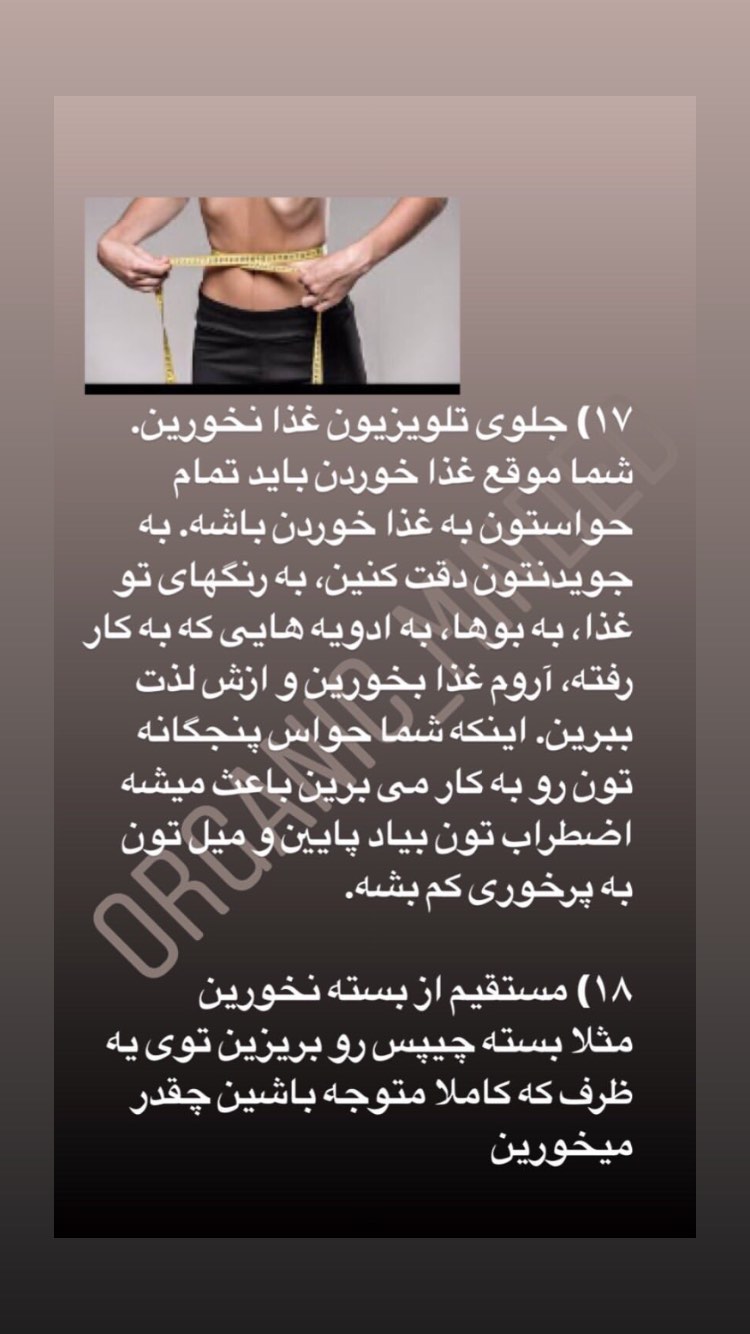 ۱۷) جلوی تلویزیون غذا نخورین.
شما موقع غذا خوردن باید تمام
حواستون به غذا خوردن باشه. به
جویدنتون دقت کنین، به رنگهای تو
غذا، به بوها، به ادویه هایی که به کار
رفته، آروم غذا بخورین و ازش لذت
ببرین. اینکه شما حواس پنجگانه
تون رو به کار می برین باعث میشه
اضطراب تون بیاد پایین و میل تون
به پرخوری کم بشه.
۱۸) مستقیم از بسته نخورین
مثلا بسته چیپس رو بریزین توی یه
ظرف که کاملا متوجه باشین چقدر
میخورین
ORGANIC_MINDED